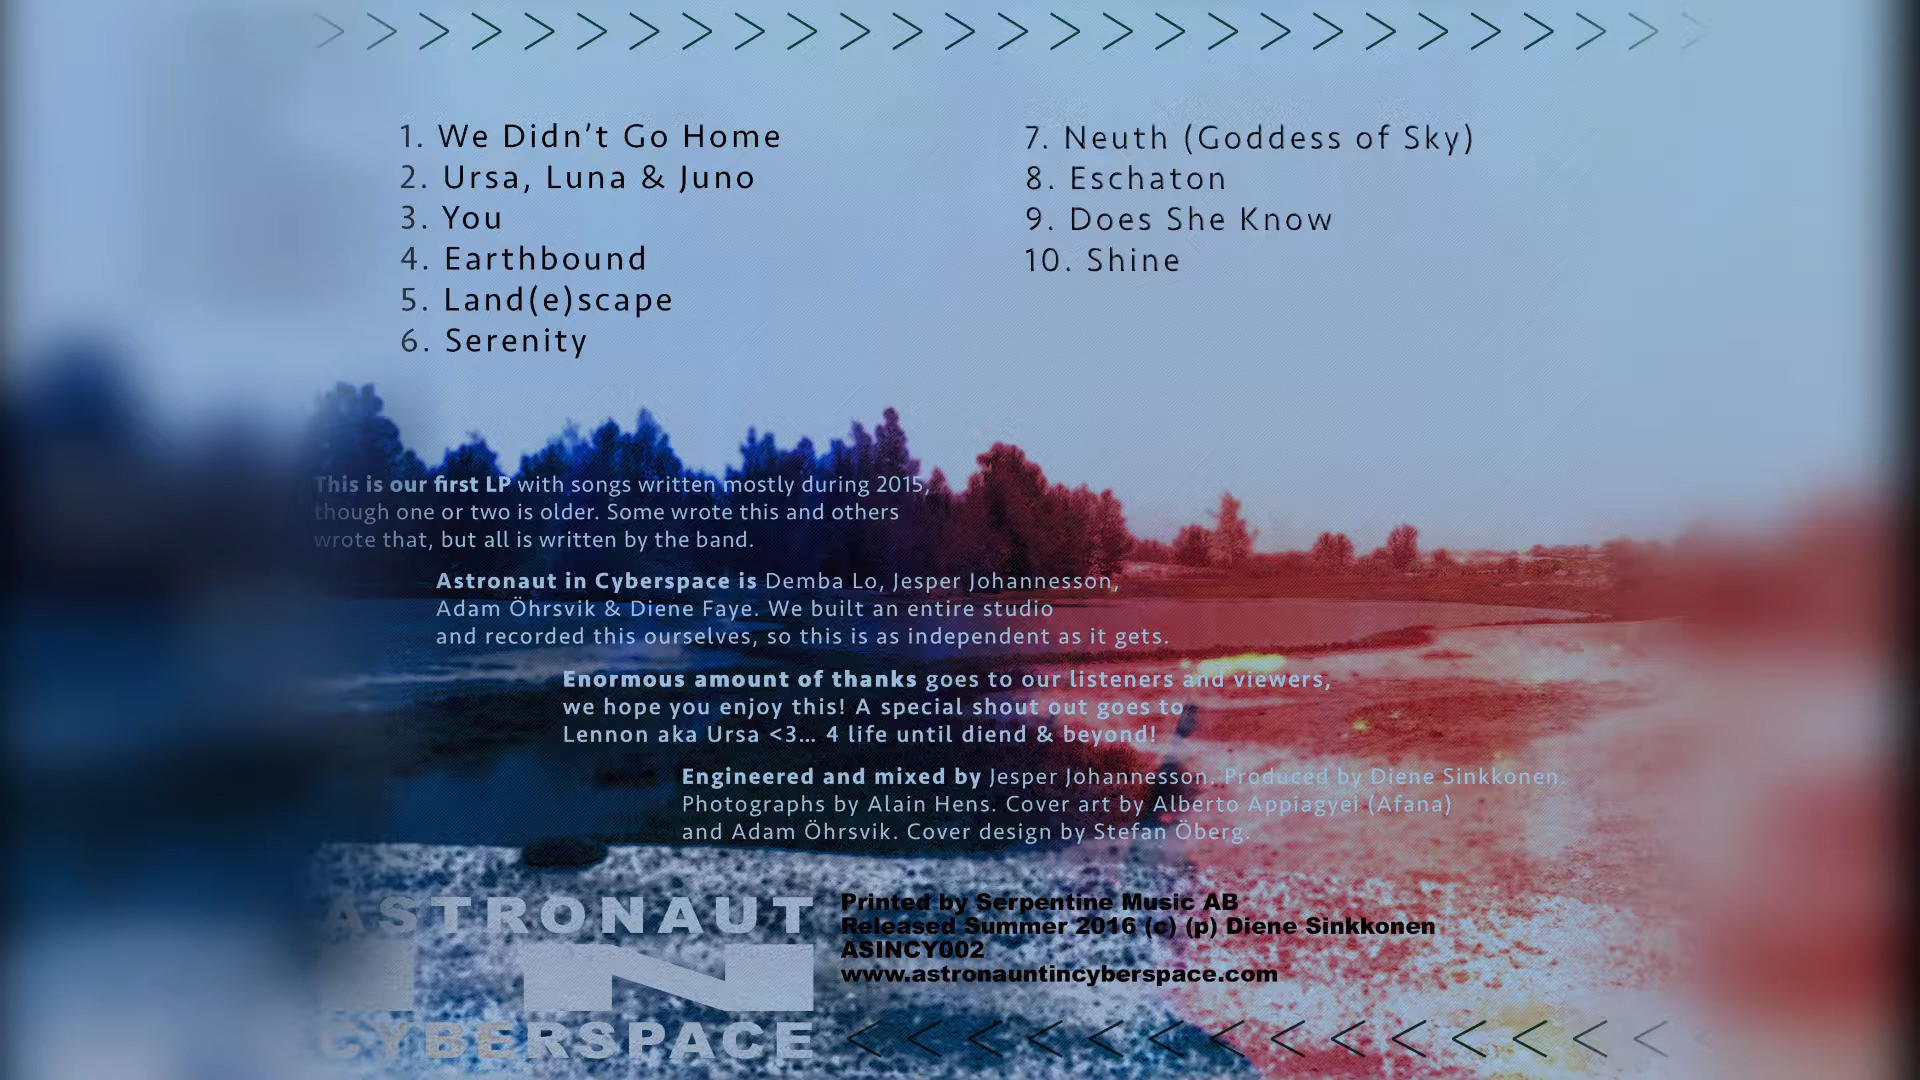 1. We Didn’t Go Home
2. Ursa, Luna & Juno
3. You
4. Earthbound
5. Land(e)scape
6. Serenity
7. Neuth (Goddess of Sky)
8. Eschaton
9. Does She Know
10. Shine
This is our first LP with songs written mostly during 2015,
though one or two is older. Some wrote this and others
wrote that, but all is written by the band.
Astronaut in Cyberspace is Demba Lo, Jesper Johannesson,
Adam Öhrsvik & Diene Faye. We built an entire studio
and recorded this ourselves, so this is as independent as it gets.
Enormous amount of thanks goes to our listeners and viewers,
we hope you enjoy this! A special shout out goes to
Lennon aka Ursa <3... 4 life until diend & beyond!
Engineered and mixed by Jesper Johannesson. Produced by Diene Sinkkonen.
Photographs by Alain Hens. Cover art by Alberto Appiagyei (Afana)
and Adam Öhrsvik. Cover design by Stefan Öberg.
ASTRONAUT
IN
CYBERSPACE
Printed by Serpentine Music AB
Released Summer 2016 (c) (p) Diene Sinkkonen
ASINCY002
www.astronauntincyberspace.com